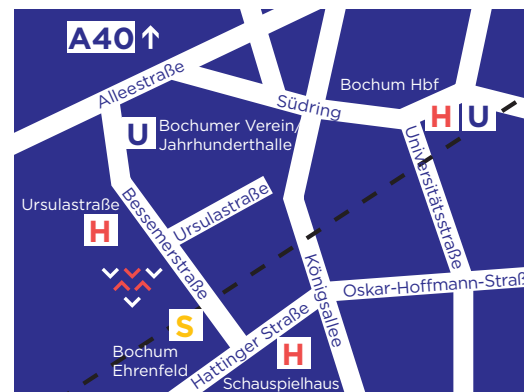 A40 ↑
Alleestraße
Bochum Hbf
Südring
H U
U
Bochumer Verein/
Jahrhunderthalle
Universitätsstraße
Ursulastraße
H
Bessemerstraße
Ursulastraße
Königsallee
Oskar-Hoffmann-Straß
S
Bochum
Ehrenfeld
Hattinger Straße
H
Schauspielhaus